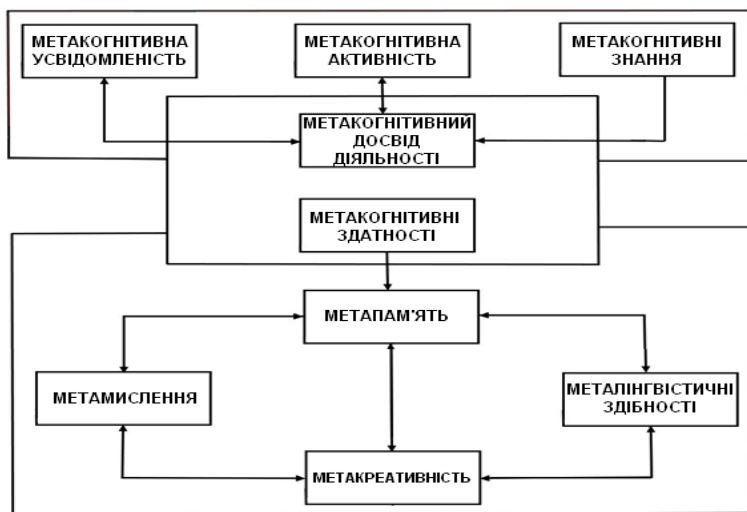 МЕТАКОГНІТИВНА
УСВІДОМЛЕНІСТЬ
МЕТАКОГНІТИВНА
АКТИВНІСТЬ
МЕТАКОГНІТИВНІ
ЗНАННЯ
МЕТАКОГНІТИВНИЙ
ДОСВІД
ДІЯЛЬНОСТІ
МЕТАКОГНІТИВНІ
ЗДАТНОСТІ
МЕТАПАМ'ЯТЬ
МЕТАМИСЛЕННЯ
МЕТАЛІНГВІСТИЧНІ
ЗДІБНОСТІ
МЕТАКРЕАТИВНІСТЬ